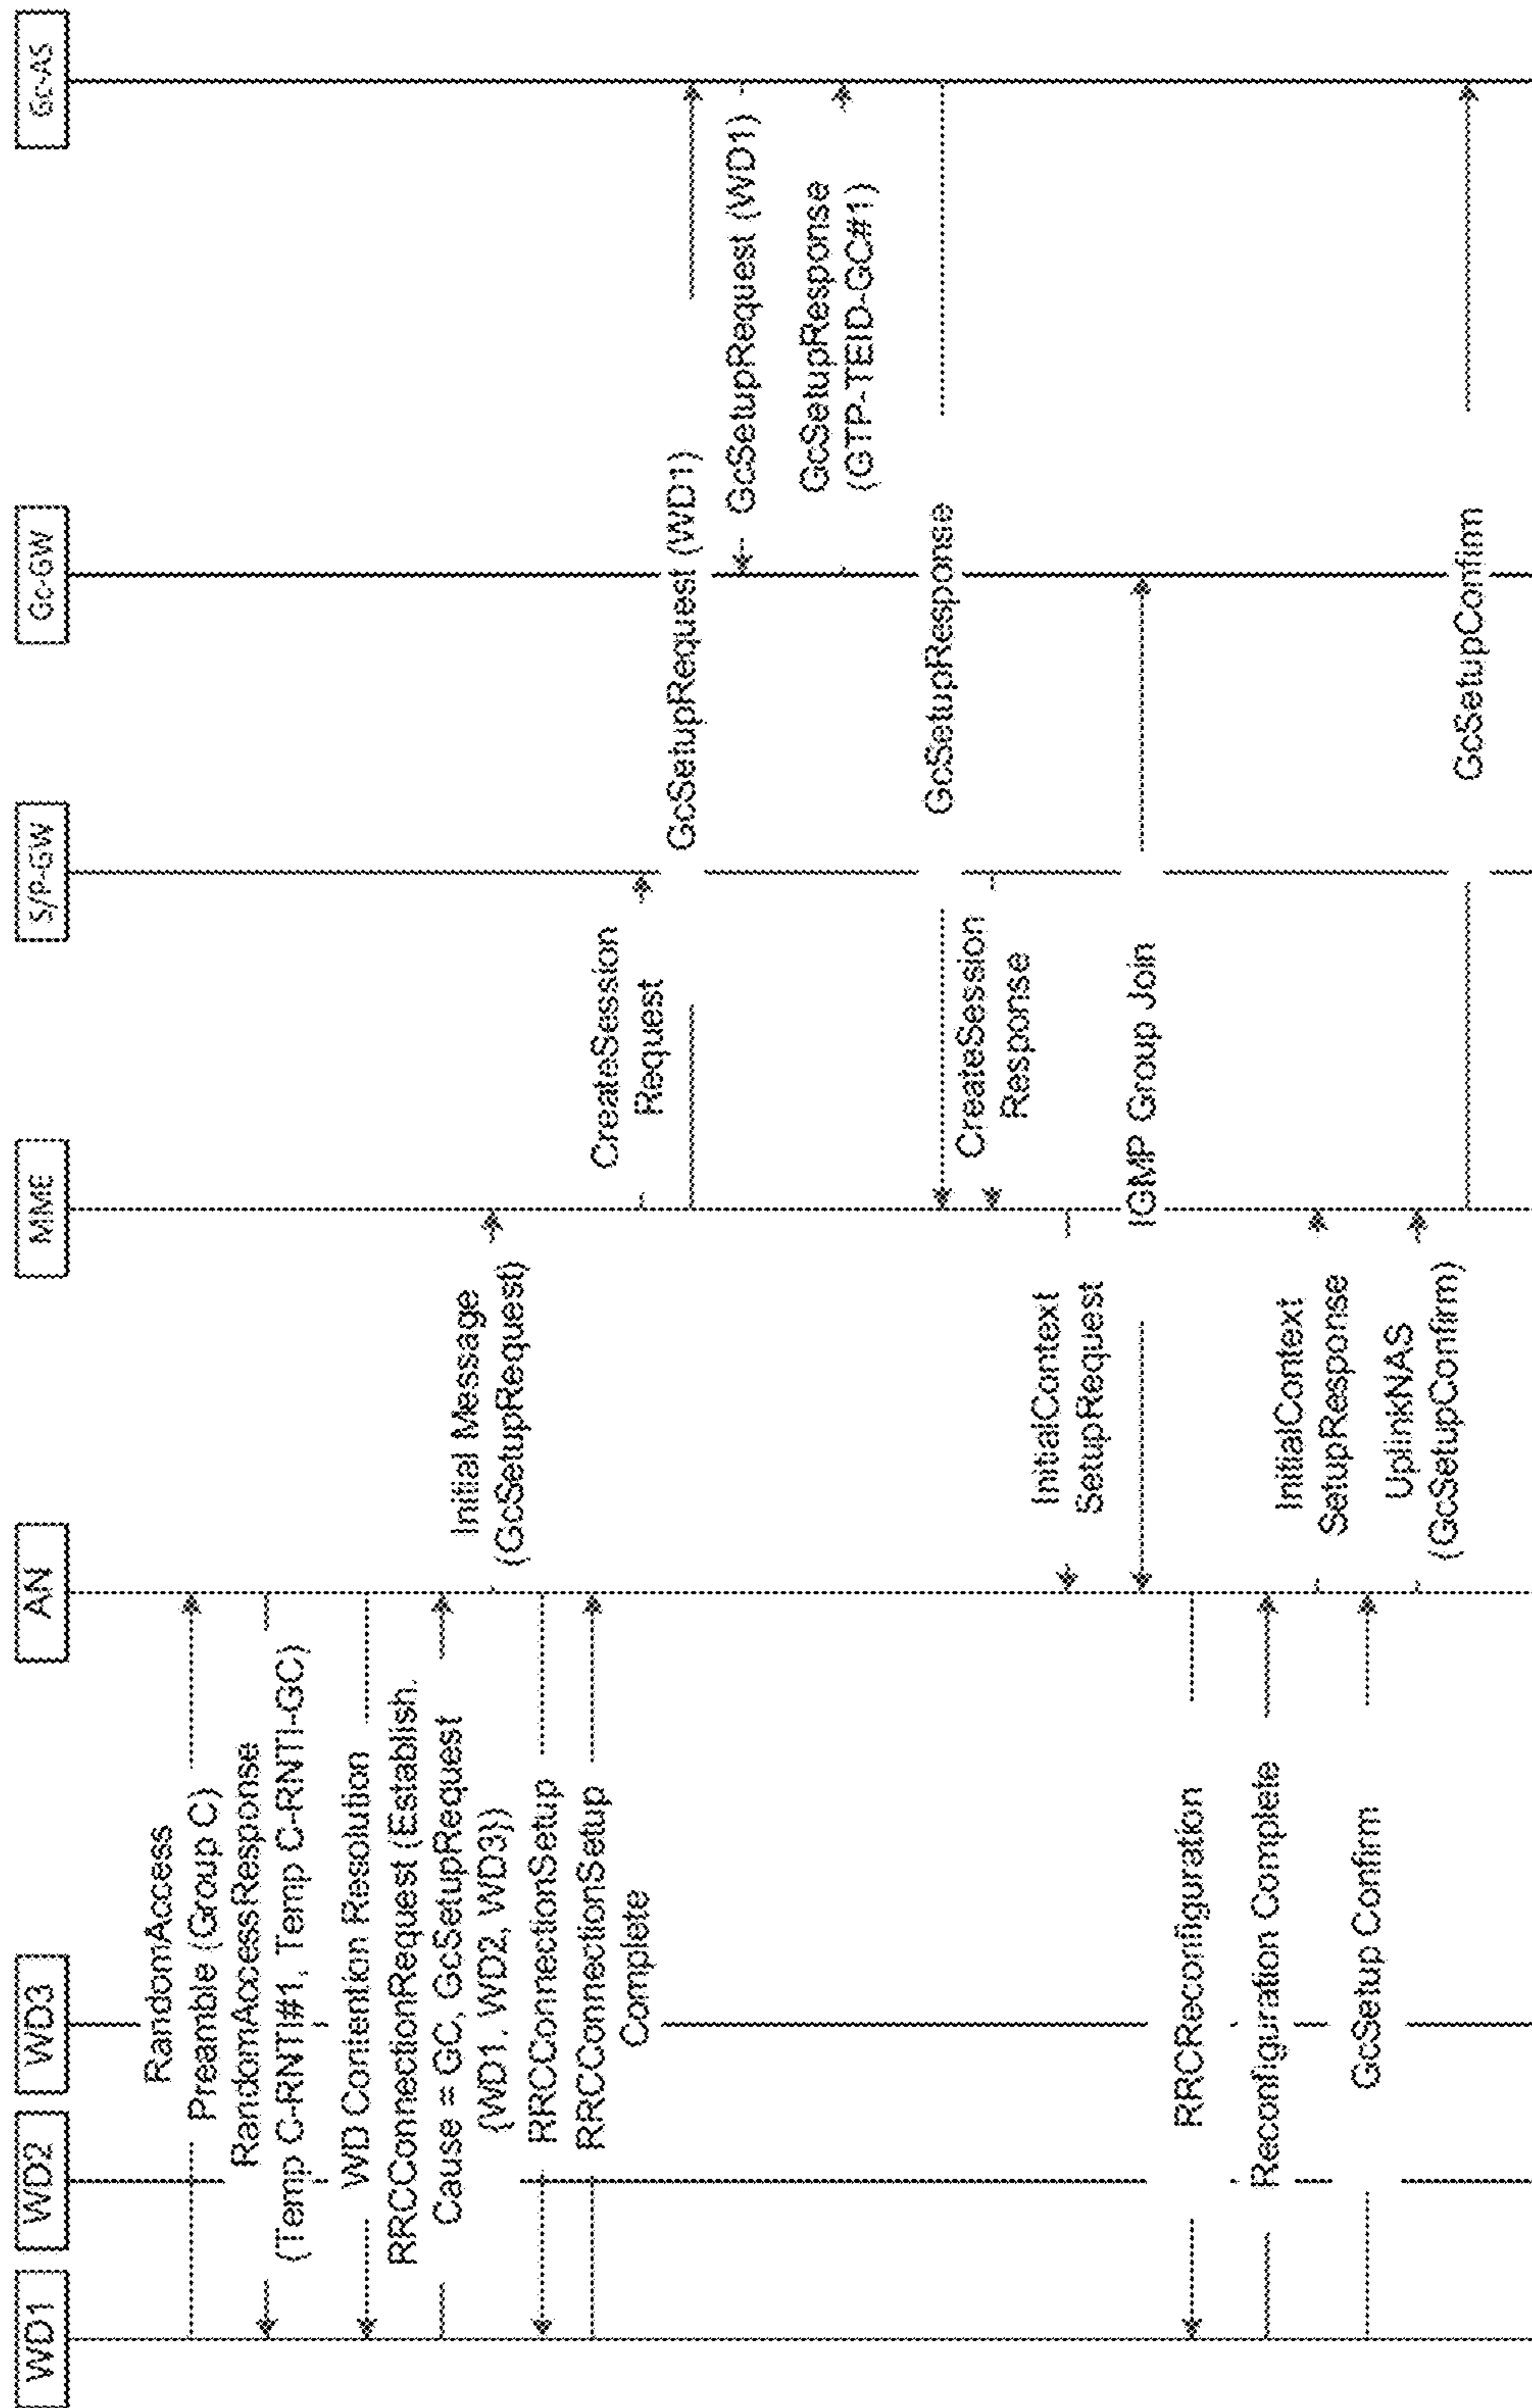 WD1
WD2
WD3
AN
MME
S/P-GW
Gc-GW
Gc-AS
RandomAccess
Preamble (Group C)
RandomAccessResponse
(Temp C-RNTI#1, Temp C-RNTI-GC)
WD Contention Resolution
RRCConnectionRequest (Establish.
Cause = GC, GcSetupRequest
{WD1, WD2, WD3})
Initial Message
(GcSetupRequest)
RRCConnectionSetup
RRCConnectionSetup
Complete
CreateSession
Request
GcSetupRequest (WD1)
GcSetupRequest (WD1)
GcSetupResponse
(GTP-TEID-GC#1)
GcSetupResponse
CreateSession
Response
InitialContext
SetupRequest
IGMP Group Join
RRCReconfiguration
Reconfiguration Complete
InitialContext
SetupResponse
GcSetup Confirm
UplinkNAS
(GcSetupConfirm)
GcSetupConfirm